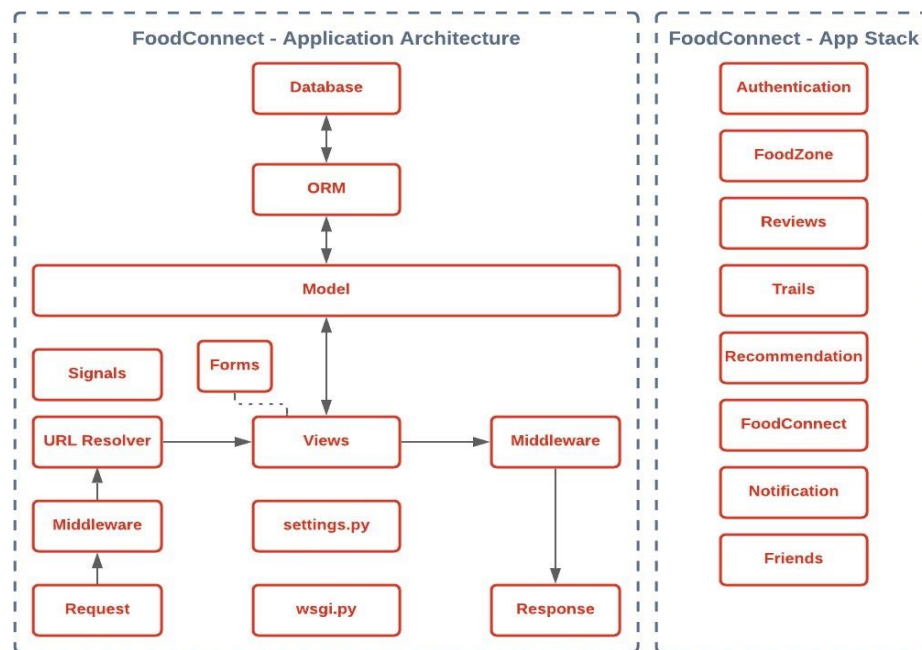 FoodConnect - Application Architecture
Database
ORM
Model
Signals
Forms
URL Resolver
Views
Middleware
Middleware
settings.py
Request
wsgi.py
Response
FoodConnect - App Stack
Authentication
FoodZone
Reviews
Trails
Recommendation
FoodConnect
Notification
Friends